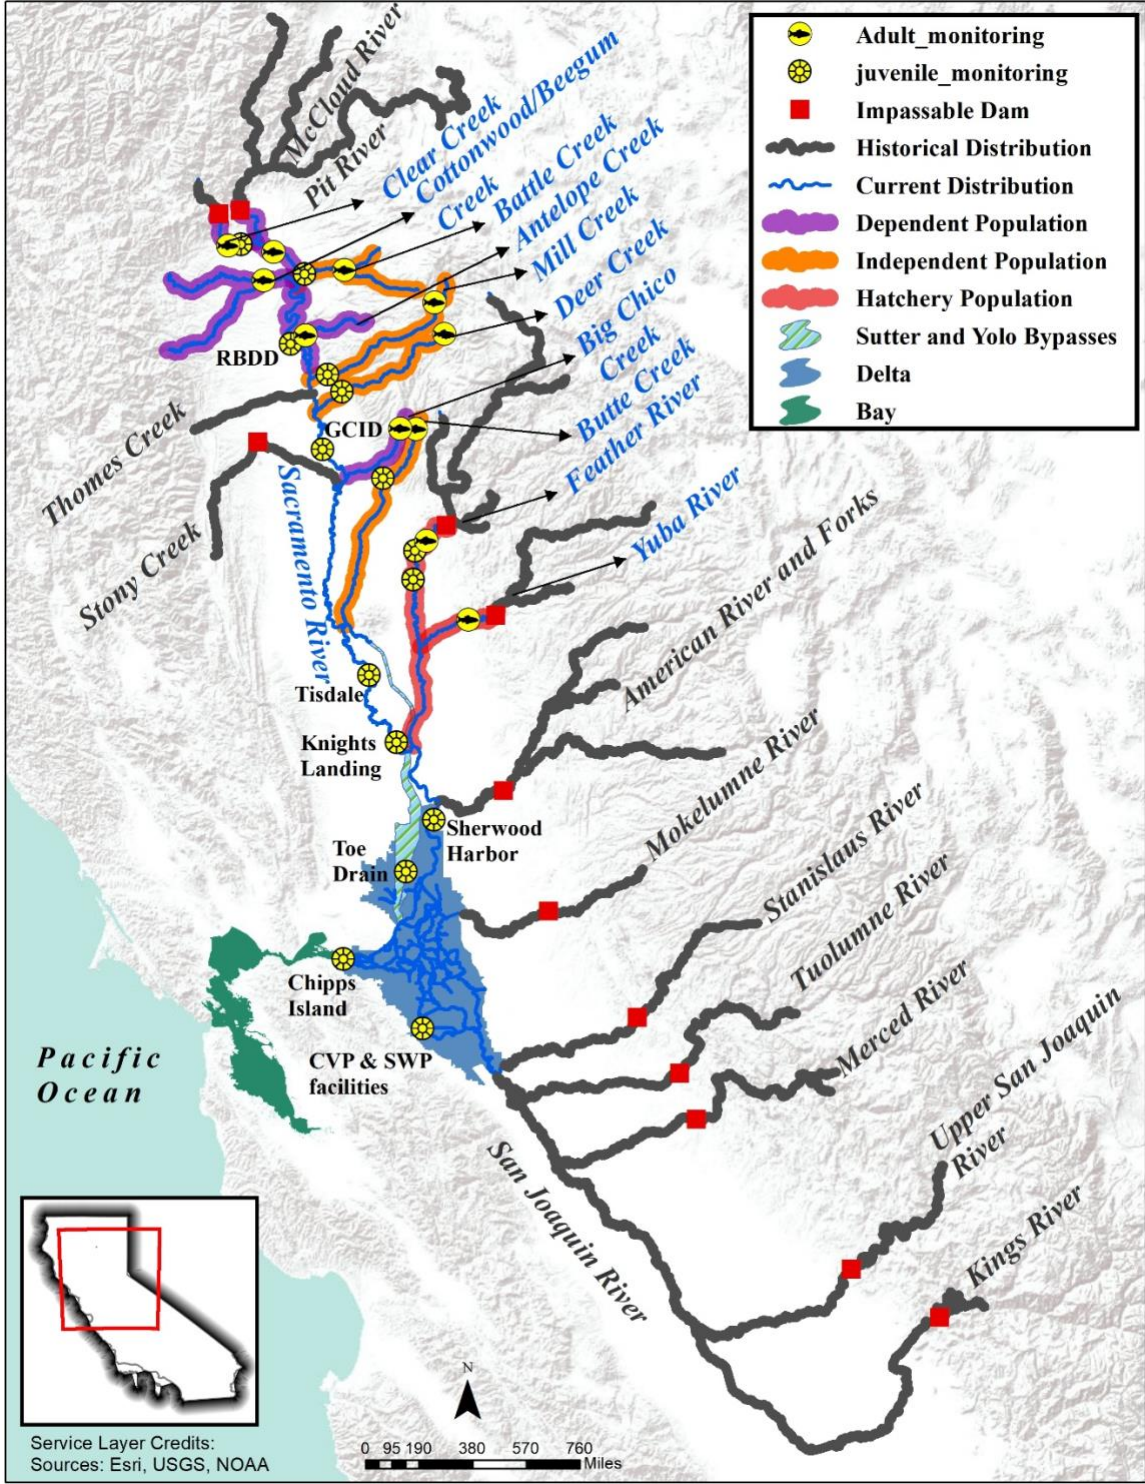 Adult_monitoring
juvenile_monitoring
Impassable Dam
Historical Distribution
Current Distribution
Dependent Population
Independent Population
Hatchery Population
Sutter and Yolo Bypasses
Delta
Bay
McCloud River
Pit River
Clear Creek
Cottonwood/Beegum
Creek
Battle Creek
Antelope Creek
Mill Creek
Deer Creek
Big Chico
Creek
Butte Creek
Feather River
Yuba River
RBDD
Thomes Creek
GCID
Stony Creek
Sacramento River
American River and Forks
Tisdale
Knights
Landing
Mokelumne River
Sherwood
Harbor
Toe
Drain
Stanislaus River
Tuolumne River
Merced River
Chipps
Island
CVP & SWP
facilities
Upper San Joaquin
River
Kings River
San Joaquin River
Pacific
Ocean
N
0 95 190 380 570 760
Miles
Service Layer Credits:
Sources: Esri, USGS, NOAA